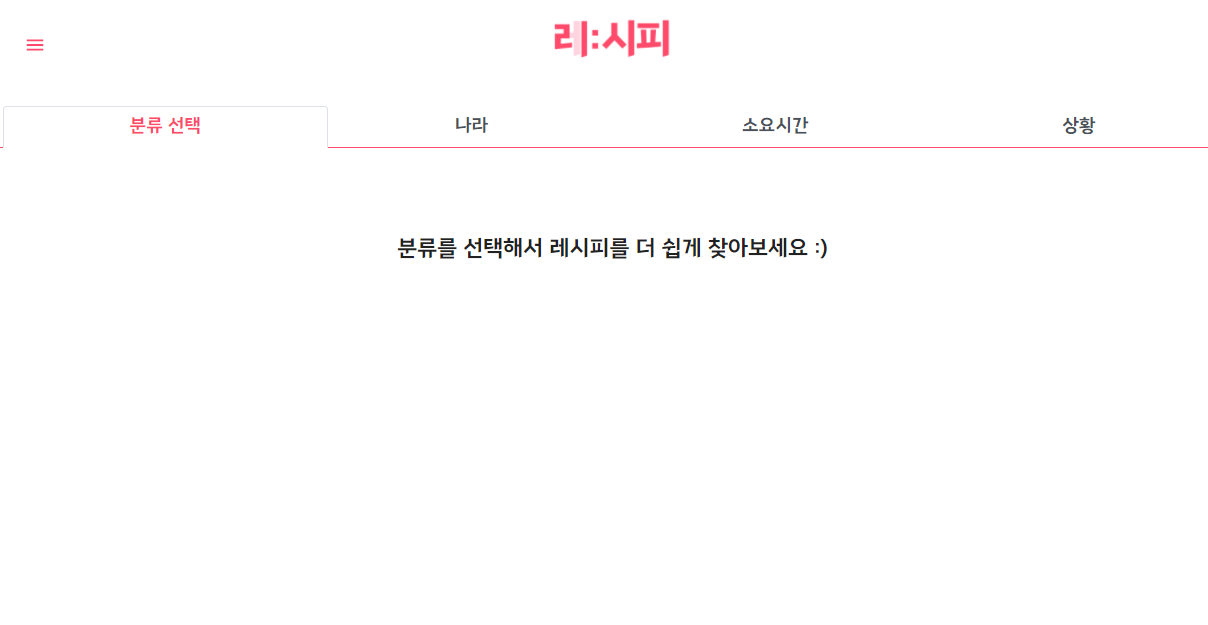 레:시피
분류 선택 나라 소요시간 상황
분류를 선택해서 레시피를 더 쉽게 찾아보세요 :)